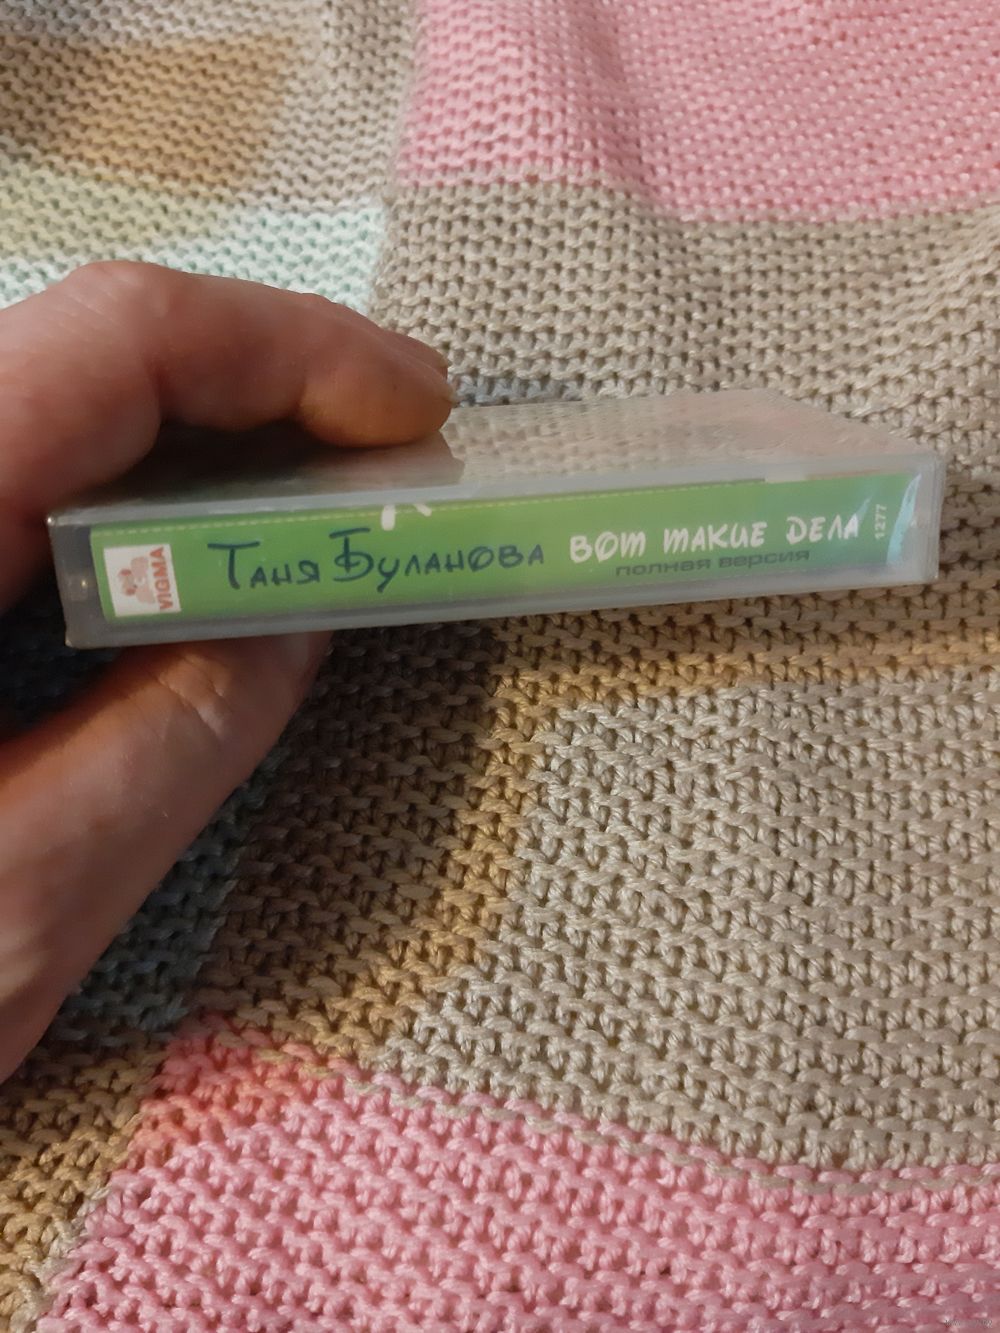 VIGMA
Таня Буланова
ВОТ ТАКИЕ ДЕЛА
полная версия
1277